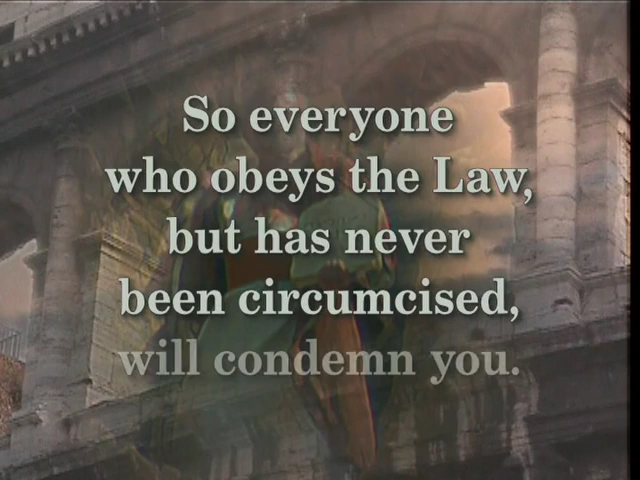 So everyone
who obeys the Law,
but has never
been circumcised,
will condemn you.